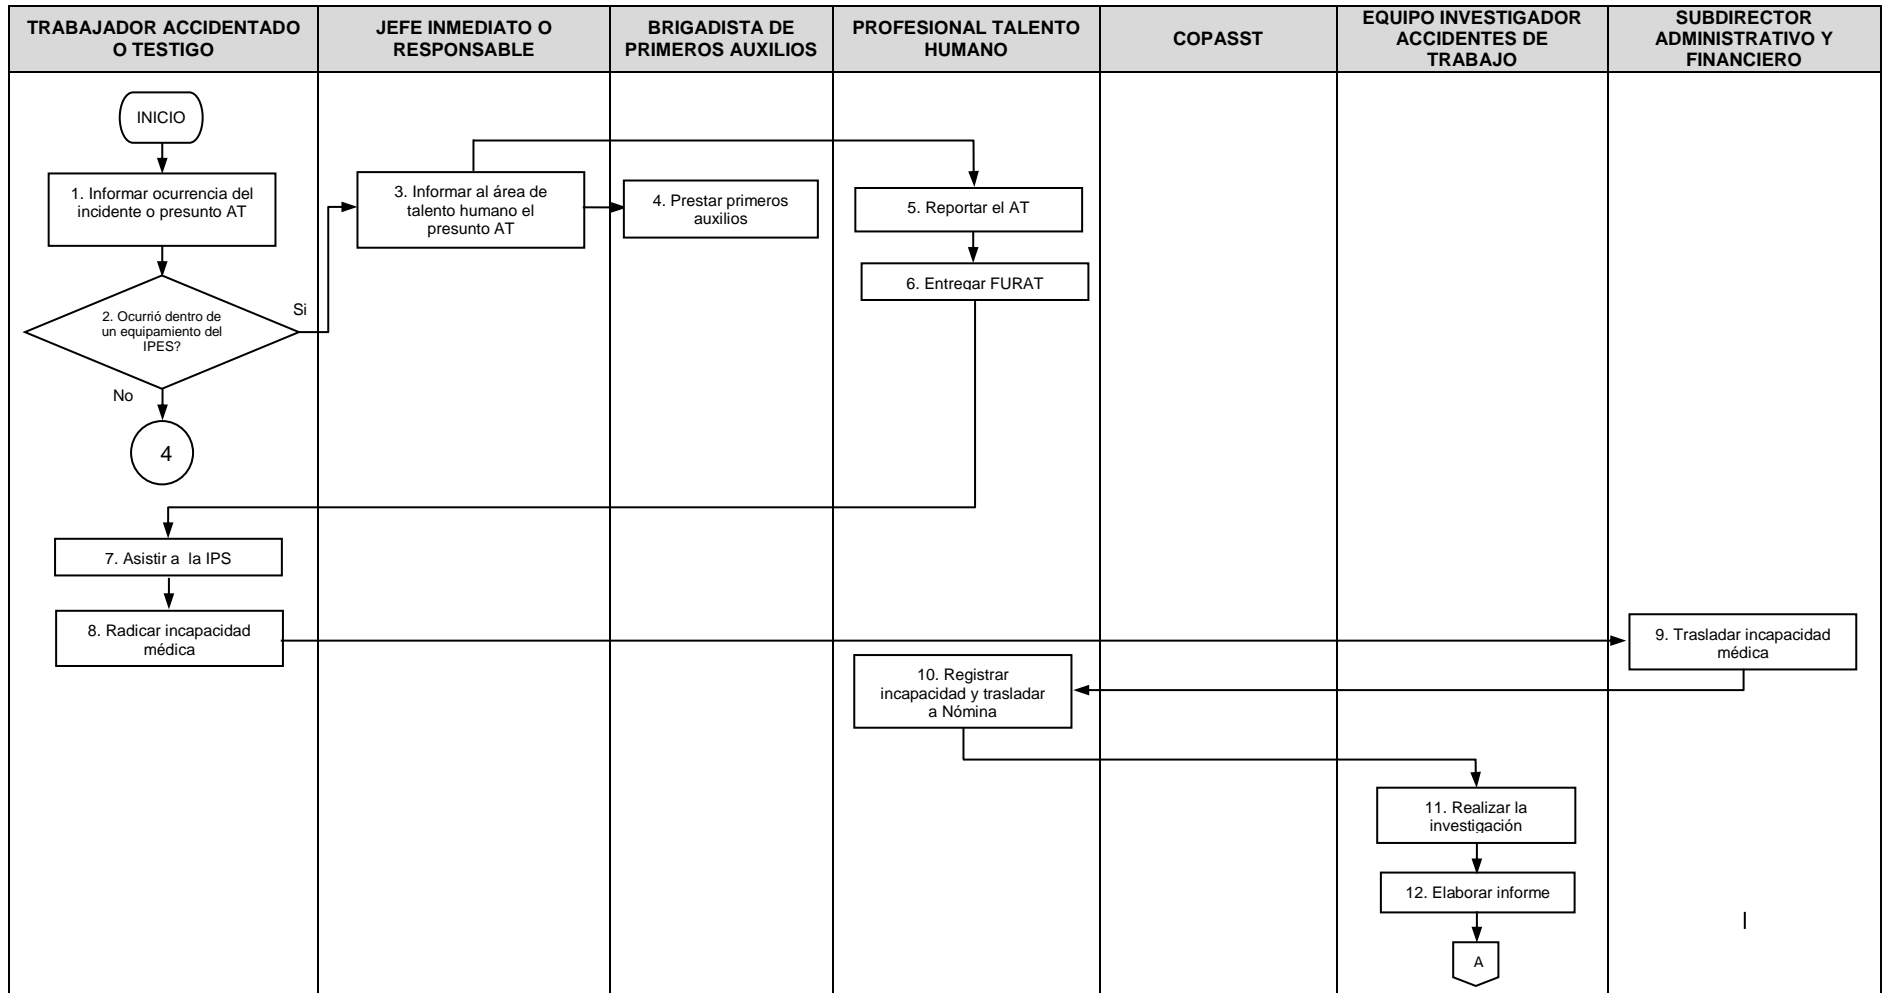 TRABAJADOR ACCIDENTADO
O TESTIGO
JEFE INMEDIATO O
RESPONSABLE
BRIGADISTA DE
PRIMEROS AUXILIOS
PROFESIONAL TALENTO
HUMANO
COPASST
EQUIPO INVESTIGADOR
ACCIDENTES DE
TRABAJO
SUBDIRECTOR
ADMINISTRATIVO Y
FINANCIERO
INICIO
1. Informar ocurrencia del
incidente o presunto AT
3. Informar al área de
talento humano el
presunto AT
4. Prestar primeros
auxilios
5. Reportar el AT
6. Entregar FURAT
2. Ocurrió dentro de
un equipamiento del
IPES?
Si
No
4
7. Asistir a la IPS
8. Radicar incapacidad
médica
9. Trasladar incapacidad
médica
10. Registrar
incapacidad y trasladar
a Nómina
11. Realizar la
investigación
12. Elaborar informe
A